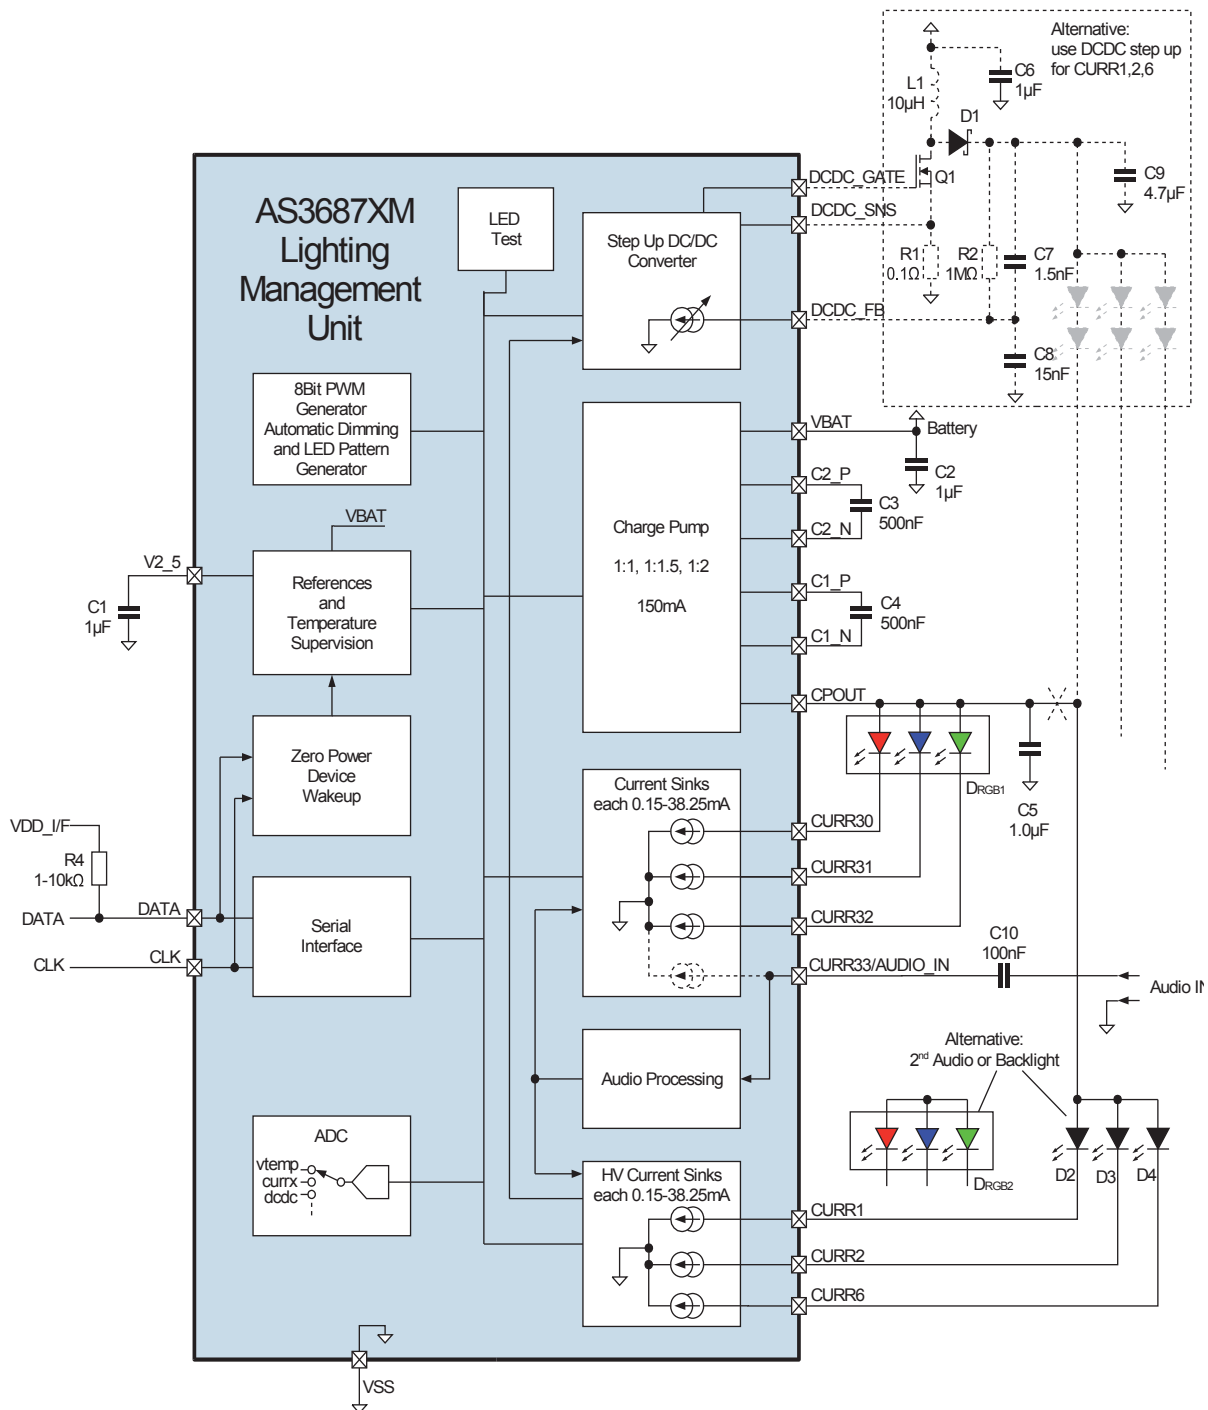 Alternative:
use DCDC step up
for CURR1,2,6
C6
1µF
L1
10µH
D1
Q1
C9
4.7µF
R1
0.1Ω
R2
1MΩ
C7
1.5nF
C8
15nF
AS3687XM
Lighting
Management
Unit
LED
Test
Step Up DC/DC
Converter
DCDC_GATE
DCDC_SNS
DCDC_FB
8Bit PWM
Generator
Automatic Dimming
and LED Pattern
Generator
VBAT
Battery
C2
1µF
C2_P
C3
500nF
C2_N
Charge Pump
1:1, 1:1.5, 1:2
150mA
C1_P
C4
500nF
C1_N
CPOUT
VBAT
V2_5
C1
1µF
References
and
Temperature
Supervision
Zero Power
Device
Wakeup
VDD_I/F
R4
1-10kΩ
DATA
DATA
CLK
CLK
Serial
Interface
Current Sinks
each 0.15-38.25mA
DRGB1
C5
1.0µF
CURR30
CURR31
CURR32
CURR33/AUDIO_IN
C10
100nF
Audio IN
Audio Processing
Alternative:
2nd Audio or Backlight
DRGB2
D2
D3
D4
ADC
vtemp
currx
dcdc
HV Current Sinks
each 0.15-38.25mA
CURR1
CURR2
CURR6
VSS